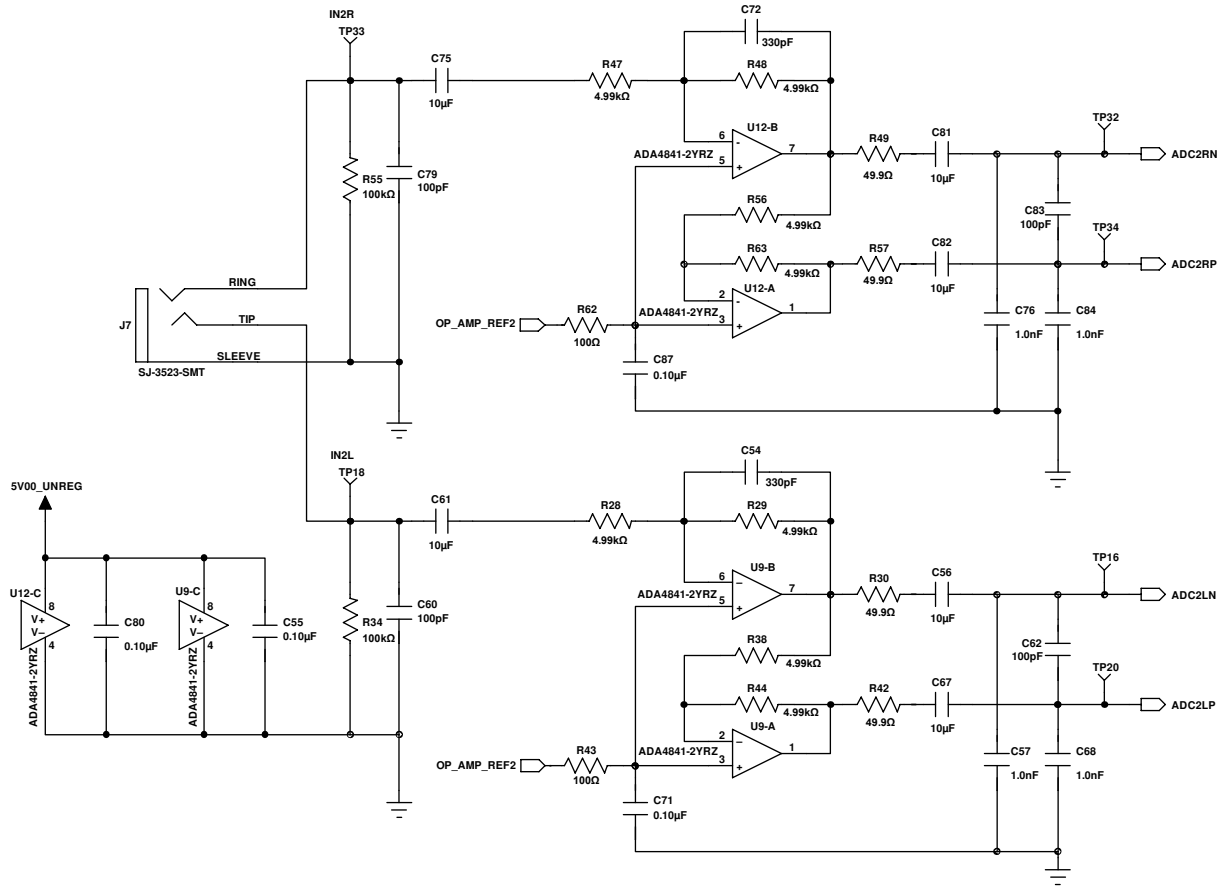 IN2R
TP33
C75
10µF
R47
4.99kΩ
C72
330pF
R48
4.99kΩ
U12-B
6
-
7
ADA4841-2YRZ
5
+
R49
49.9Ω
C81
10µF
TP32
ADC2RN
R55
100kΩ
C79
100pF
R56
4.99kΩ
C83
100pF
R63
4.99kΩ
R57
49.9Ω
C82
10µF
TP34
ADC2RP
U12-A
2
-
1
ADA4841-2YRZ
3
+
RING
J7
TIP
SLEEVE
SJ-3523-SMT
OP_AMP_REF2
R62
100Ω
C87
0.10µF
C76
1.0nF
C84
1.0nF
IN2L
TP18
C61
10µF
R28
4.99kΩ
C54
330pF
R29
4.99kΩ
5V00_UNREG
U12-C
8
V+
V−
4
ADA4841-2YRZ
C80
0.10µF
U9-C
8
V+
V−
4
ADA4841-2YRZ
C55
0.10µF
R34
100kΩ
C60
100pF
U9-B
6
−
7
ADA4841-2YRZ
5
+
R30
49.9Ω
C56
10µF
TP16
ADC2LN
R38
4.99kΩ
C62
100pF
R44
4.99kΩ
R42
49.9Ω
C67
10µF
TP20
ADC2LP
U9-A
2
−
1
ADA4841-2YRZ
3
+
OP_AMP_REF2
R43
100Ω
C71
0.10µF
C57
1.0nF
C68
1.0nF